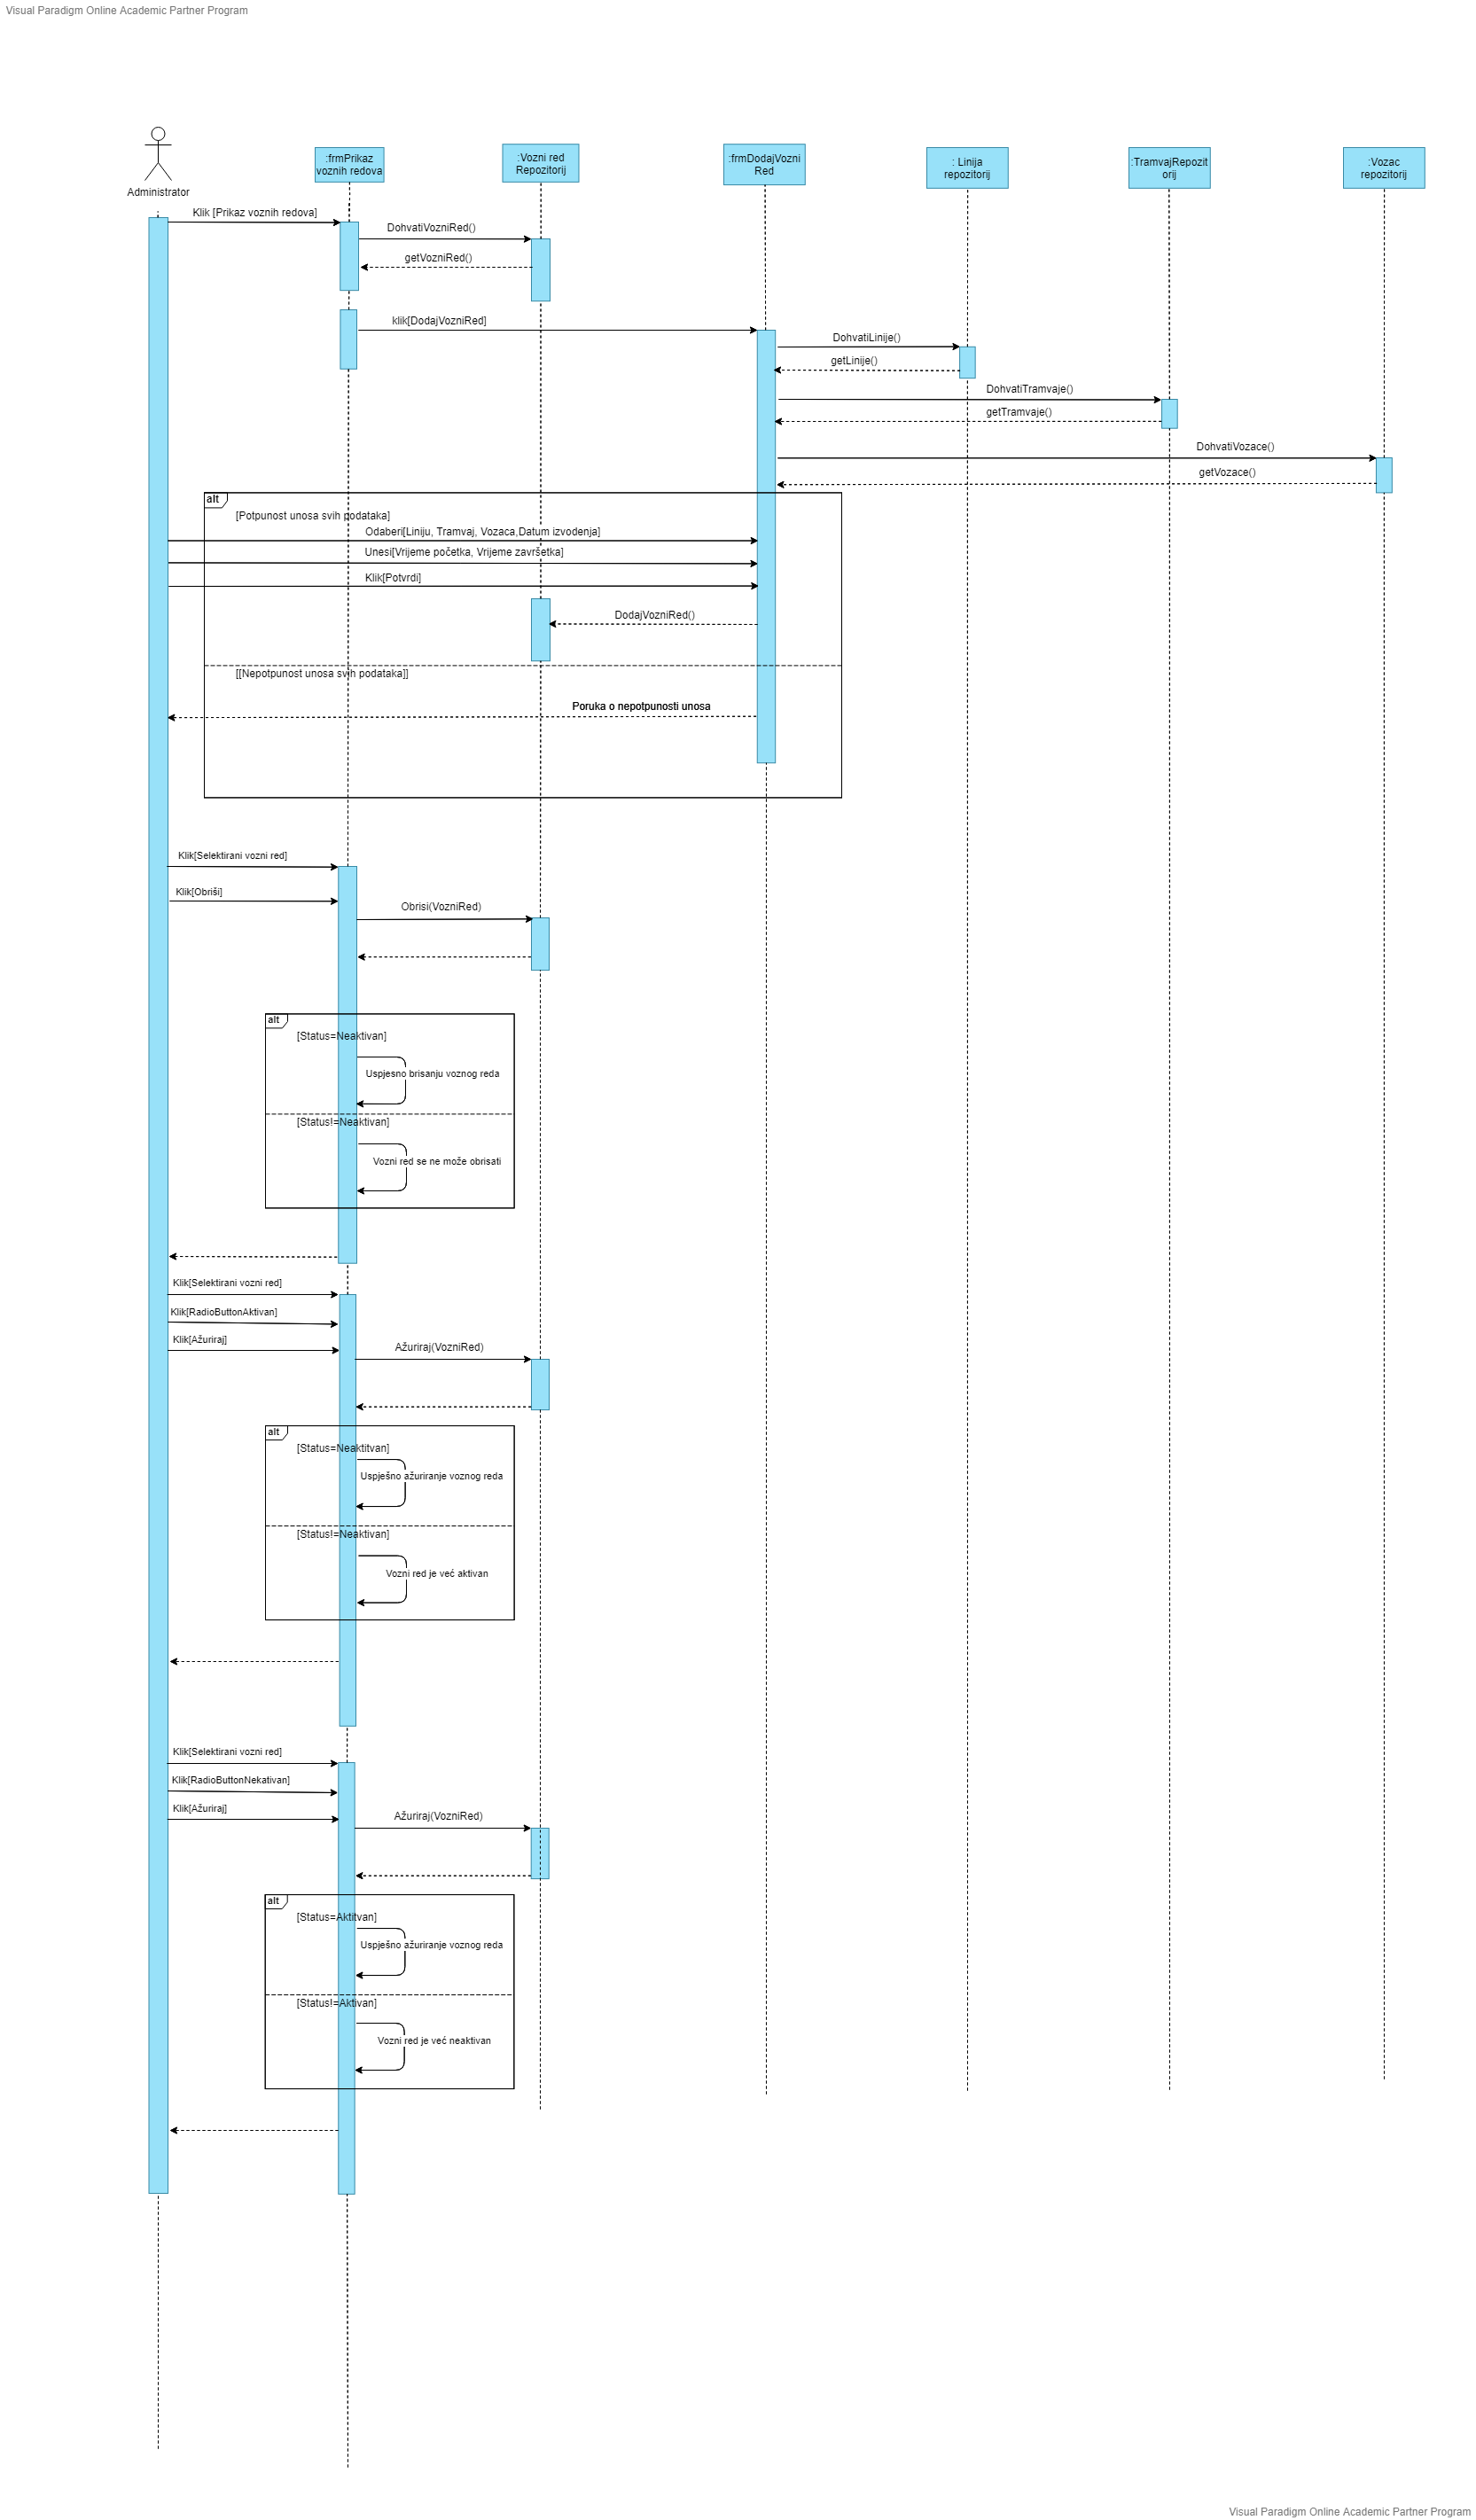 Visual Paradigm Online Academic Partner Program
Administrator
:frmPrikaz
voznih redova
:Vozni red
Repozitorij
:frmDodajVozni
Red
: Linija
repozitorij
:TramvajRepozit
orij
:Vozac
repozitorij
Klik [Prikaz voznih redova]
DohvatiVozniRed()
getVozniRed()
klik[DodajVozniRed]
DohvatiLinije()
getLinije()
DohvatiTramvaje()
getTramvaje()
DohvatiVozace()
getVozace()
alt
[Potpunost unosa svih podataka]
Odaberi[Liniju, Tramvaj, Vozaca,Datum izvođenja]
Unesi[Vrijeme početka, Vrijeme završetka]
Klik[Potvrdi]
DodajVozniRed()
[[Nepotpunost unosa svih podataka]]
Poruka o nepotpunosti unosa
Klik[Selektirani vozni red]
Klik[Obriši]
Obrisi(VozniRed)
alt
[Status=Neaktivan]
Uspjesno brisanju voznog reda
[Status!=Neaktivan]
Vozni red se ne može obrisati
Klik[Selektirani vozni red]
Klik[RadioButtonAktivan]
Klik[Ažuriraj]
Ažuriraj(VozniRed)
alt
[Status=Neaktitvan]
Uspješno ažuriranje voznog reda
[Status!=Neaktivan]
Vozni red je već aktivan
Klik[Selektirani vozni red]
Klik[RadioButtonNekativan]
Klik[Ažuriraj]
Ažuriraj(VozniRed)
alt
[Status=Aktitvan]
Uspješno ažuriranje voznog reda
[Status!=Aktivan]
Vozni red je već neaktivan
Visual Paradigm Online Academic Partner Program